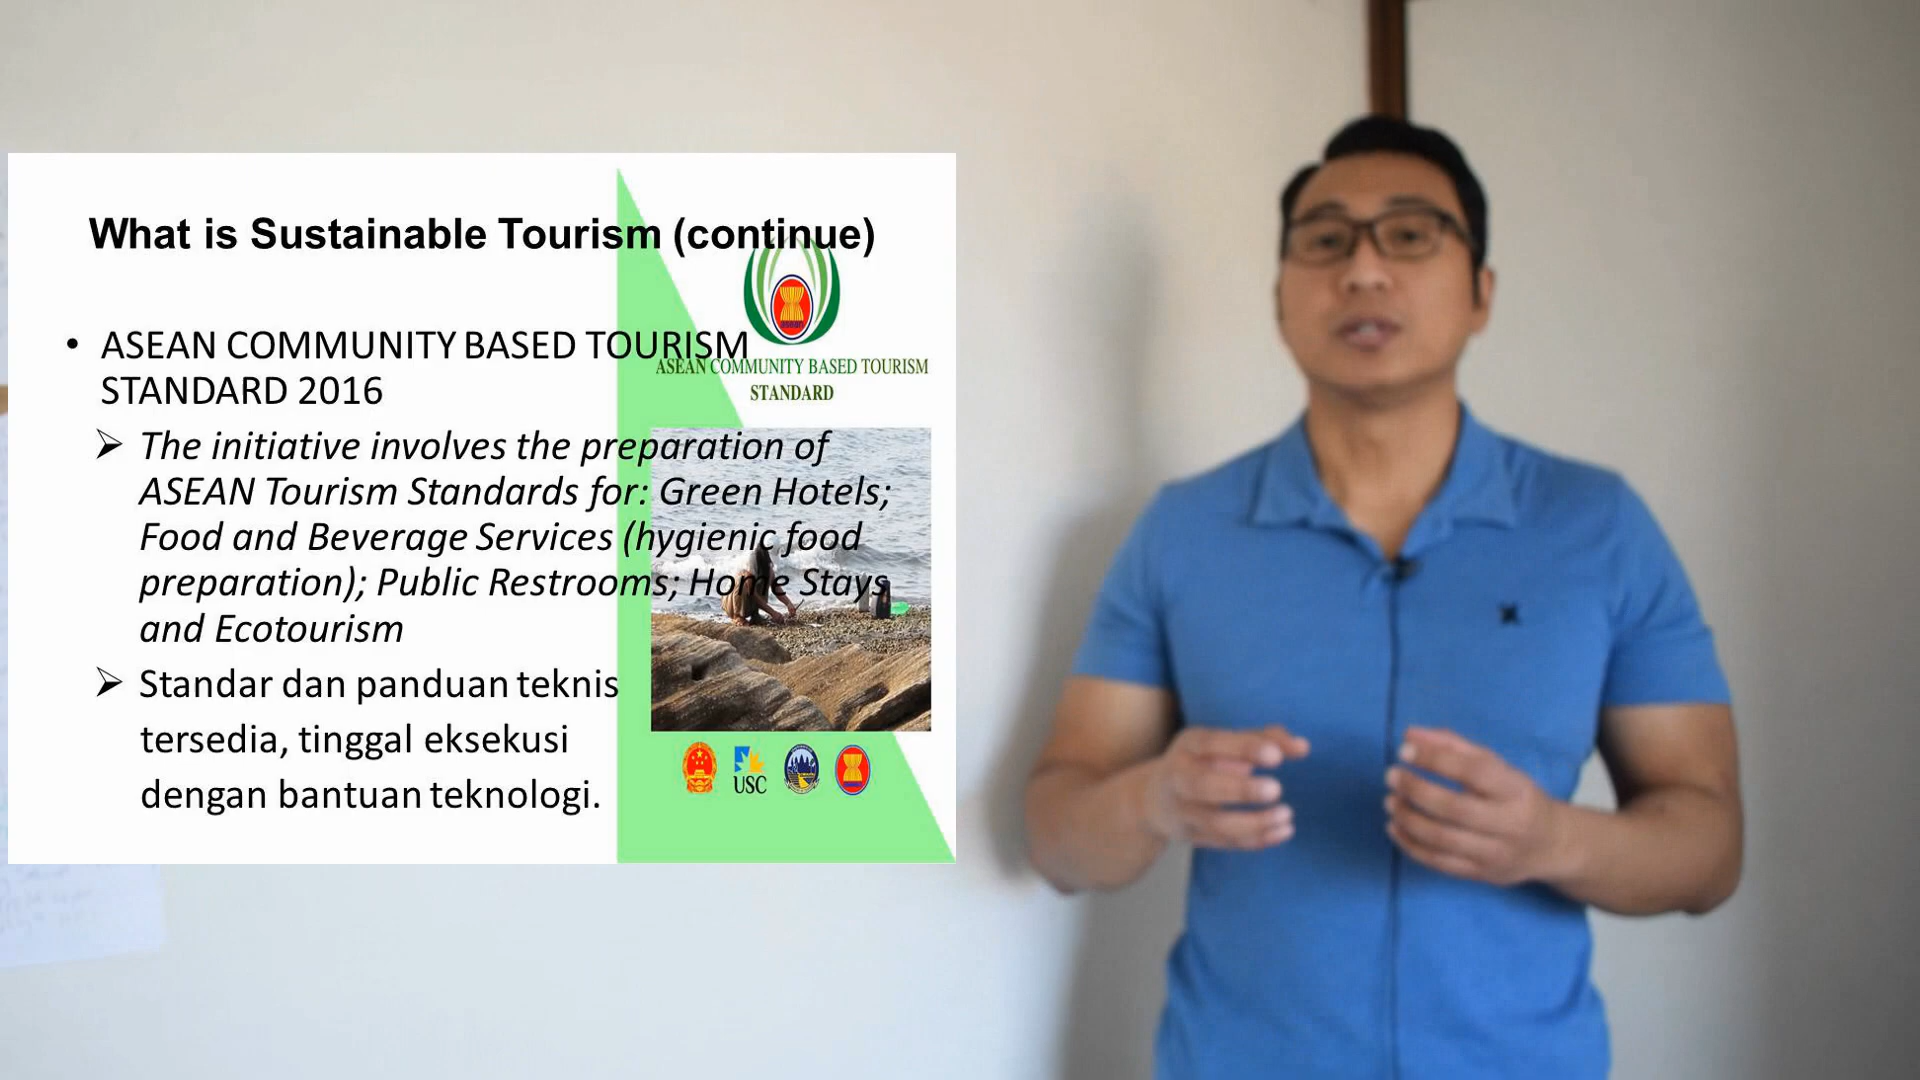 What is Sustainable Tourism (continue)
• ASEAN COMMUNITY BASED TOURISM
STANDARD 2016
➢ The initiative involves the preparation of
ASEAN Tourism Standards for: Green Hotels;
Food and Beverage Services (hygienic food
preparation); Public Restrooms; Home Stays
and Ecotourism
➢ Standar dan panduan teknis
tersedia, tinggal eksekusi
dengan bantuan teknologi.
asean
ASEAN COMMUNITY BASED TOURISM
STANDARD
USC